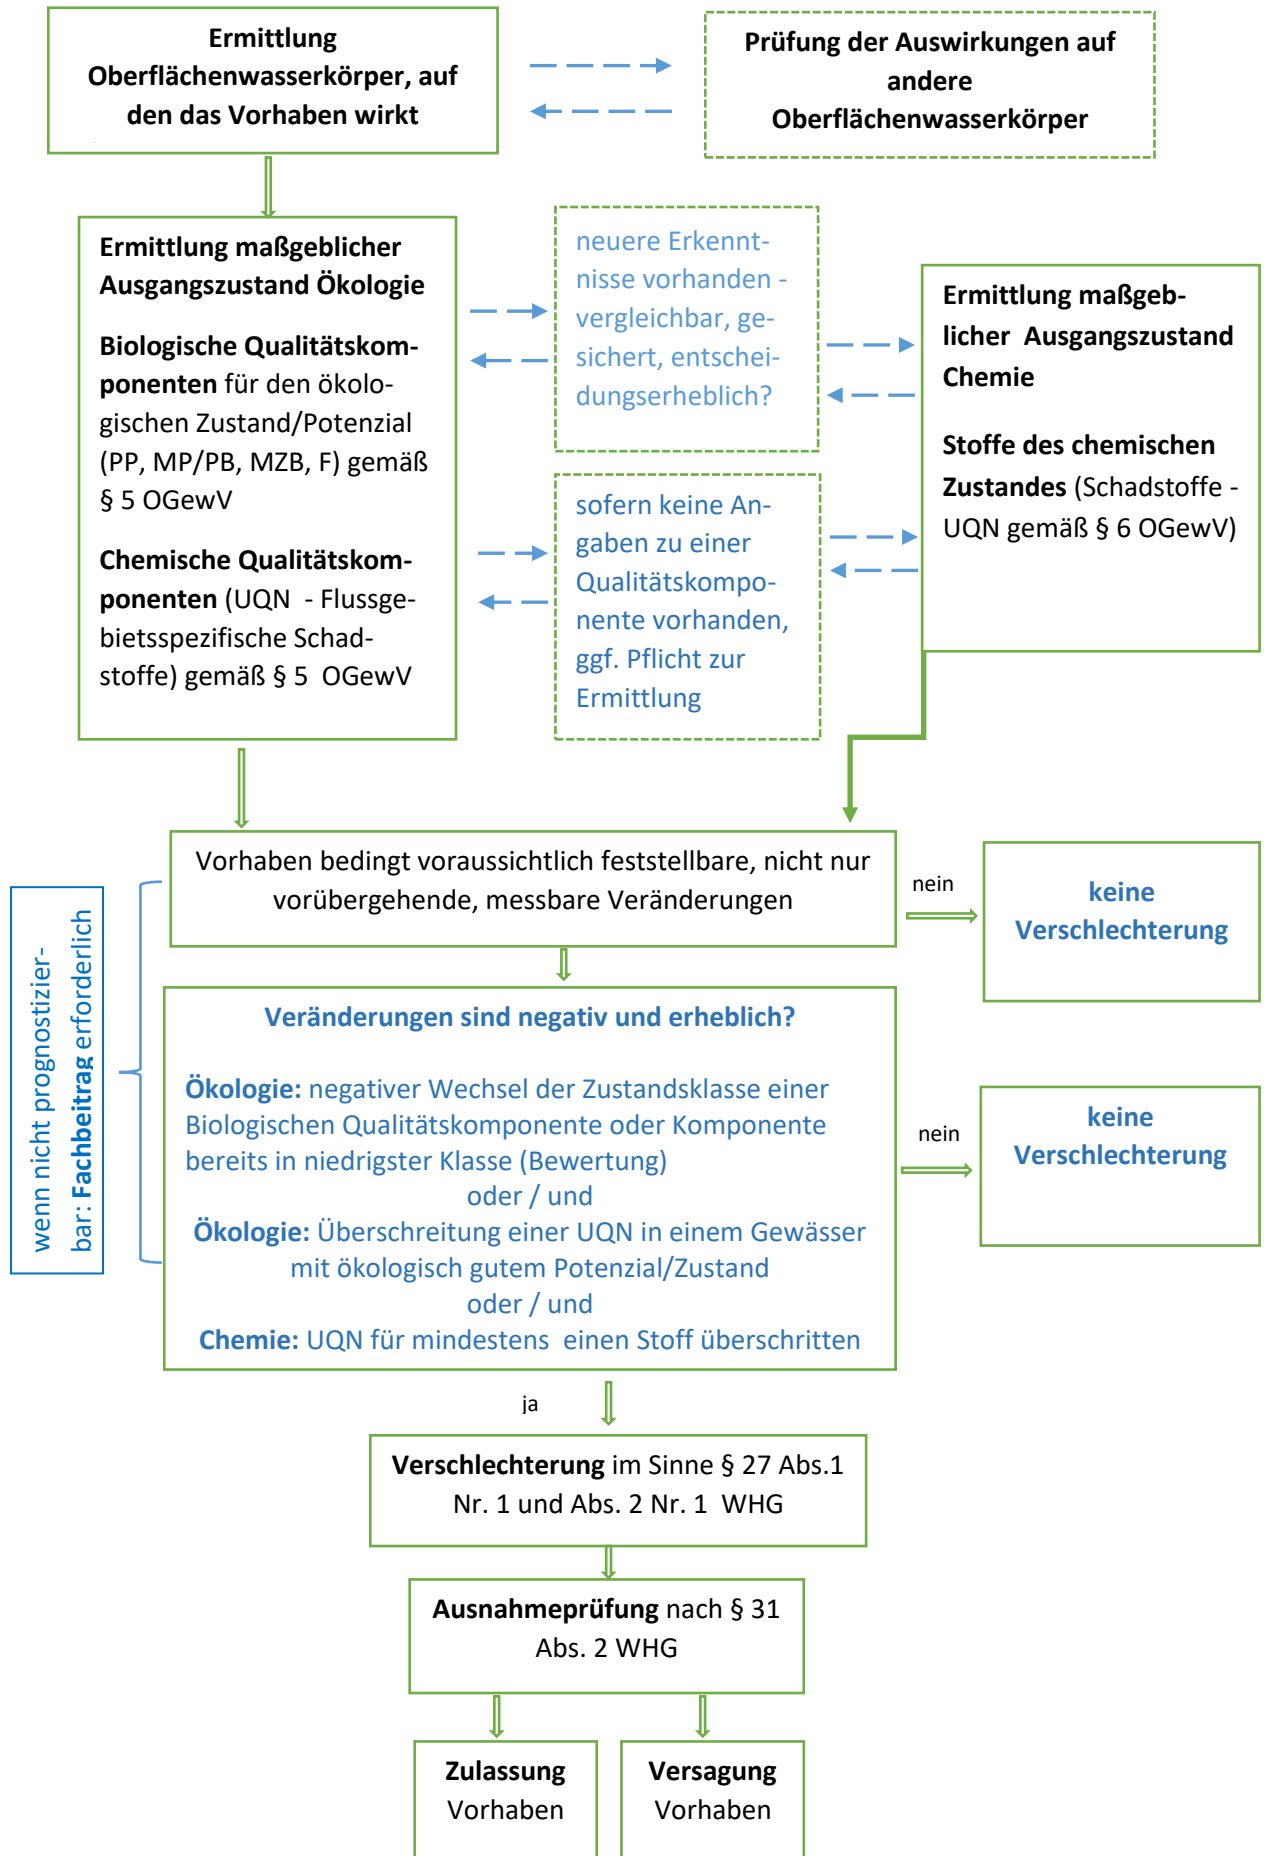 Ermittlung
Oberflächenwasserkörper, auf
den das Vorhaben wirkt
Prüfung der Auswirkungen auf
andere
Oberflächenwasserkörper
Ermittlung maßgeblicher
Ausgangszustand Ökologie
Biologische Qualitätskom-
ponenten für den ökolo-
gischen Zustand/Potenzial
(PP, MP/PB, MZB, F) gemäß
§ 5 OGewV
Chemische Qualitätskom-
ponenten (UQN - Flussge-
bietsspezifische Schad-
stoffe) gemäß § 5 OGewV
neuere Erkennt-
nisse vorhanden -
vergleichbar, ge-
sichert, entschei-
dungserheblich?
sofern keine An-
gaben zu einer
Qualitätskompo-
nente vorhanden,
ggf. Pflicht zur
Ermittlung
Ermittlung maßgeb-
licher Ausgangszustand
Chemie
Stoffe des chemischen
Zustandes (Schadstoffe -
UQN gemäß § 6 OGewV)
Vorhaben bedingt voraussichtlich feststellbare, nicht nur
vorübergehende, messbare Veränderungen
nein
keine
Verschlechterung
wenn nicht prognostizier-
bar: Fachbeitrag erforderlich
Veränderungen sind negativ und erheblich?
Ökologie: negativer Wechsel der Zustandsklasse einer
Biologischen Qualitätskomponente oder Komponente
bereits in niedrigster Klasse (Bewertung)
oder / und
Ökologie: Überschreitung einer UQN in einem Gewässer
mit ökologisch gutem Potenzial/Zustand
oder / und
Chemie: UQN für mindestens einen Stoff überschritten
nein
keine
Verschlechterung
ja
Verschlechterung im Sinne § 27 Abs.1
Nr. 1 und Abs. 2 Nr. 1 WHG
Ausnahmeprüfung nach § 31
Abs. 2 WHG
Zulassung
Vorhaben
Versagung
Vorhaben